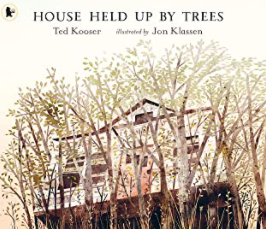 HOUSE HELD UP BY TREES
Ted Kooser illustrated by Jon Klassen